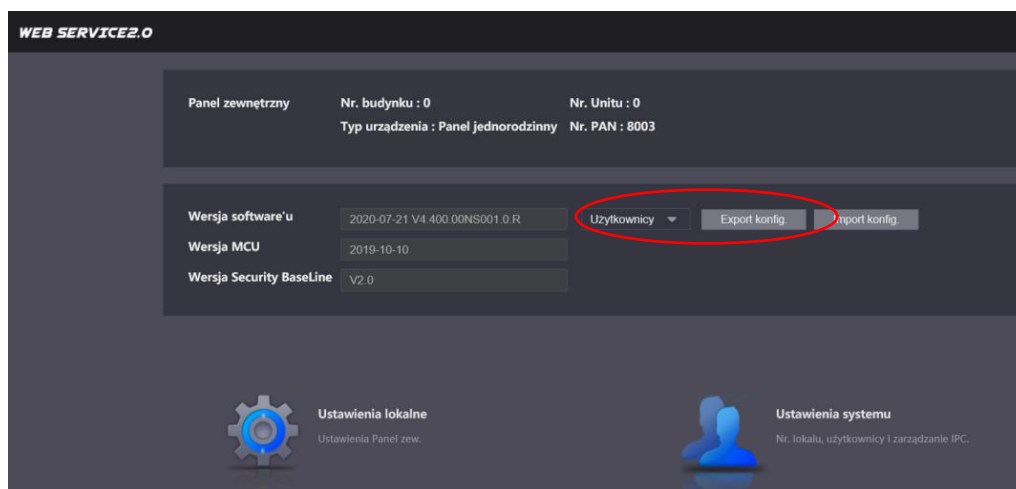 WEB SERVICE2.0
Panel zewnętrzny Nr. budynku : 0 Nr. Unitu : 0
Typ urządzenia : Panel jednorodzinny Nr. PAN : 8003
Wersja software'u 2020-07-21 V4.400.00NS001.0.R Użytkownicy Export konfig. Import konfig.
Wersja MCU 2019-10-10
Wersja Security BaseLine V2.0
Ustawienia lokalne Ustawienia systemu
Ustawienia Panel zew. Nr. lokalu, użytkownicy i zarządzanie IPC.